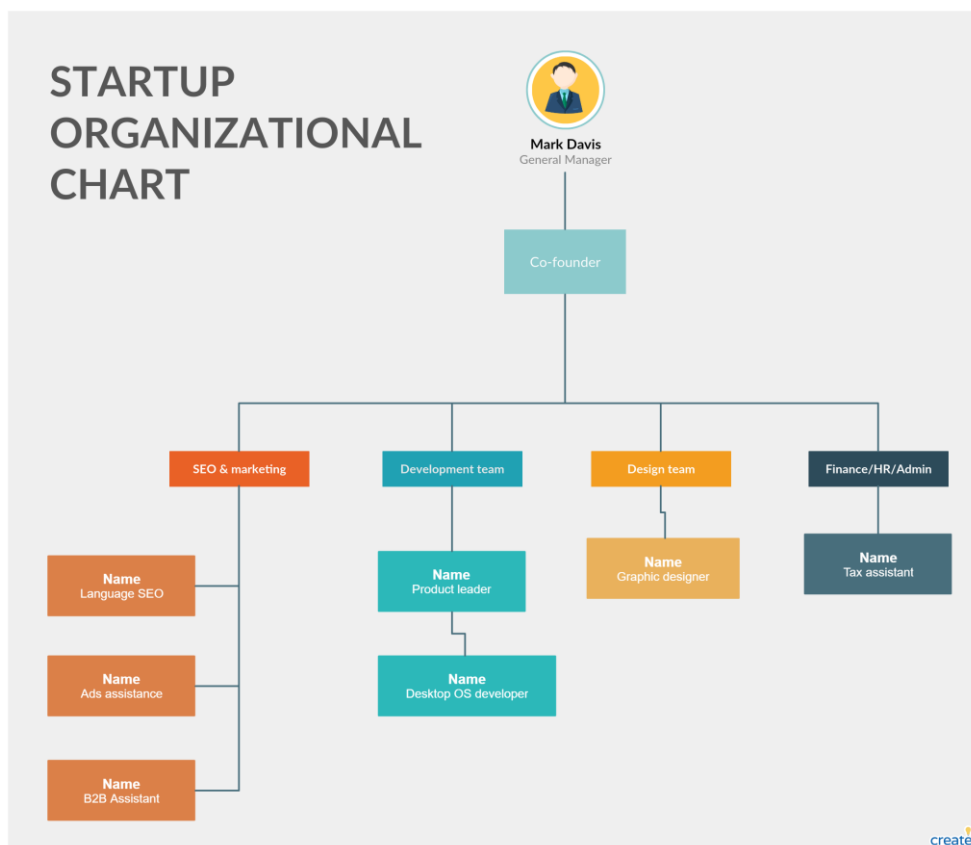 STARTUP
ORGANIZATIONAL
CHART
Mark Davis
General Manager
Co-founder
SEO & marketing
Development team
Design team
Finance/HR/Admin
Name
Language SEO
Name
Ads assistance
Name
B2B Assistant
Name
Product leader
Name
Desktop OS developer
Name
Graphic designer
Name
Tax assistant
create